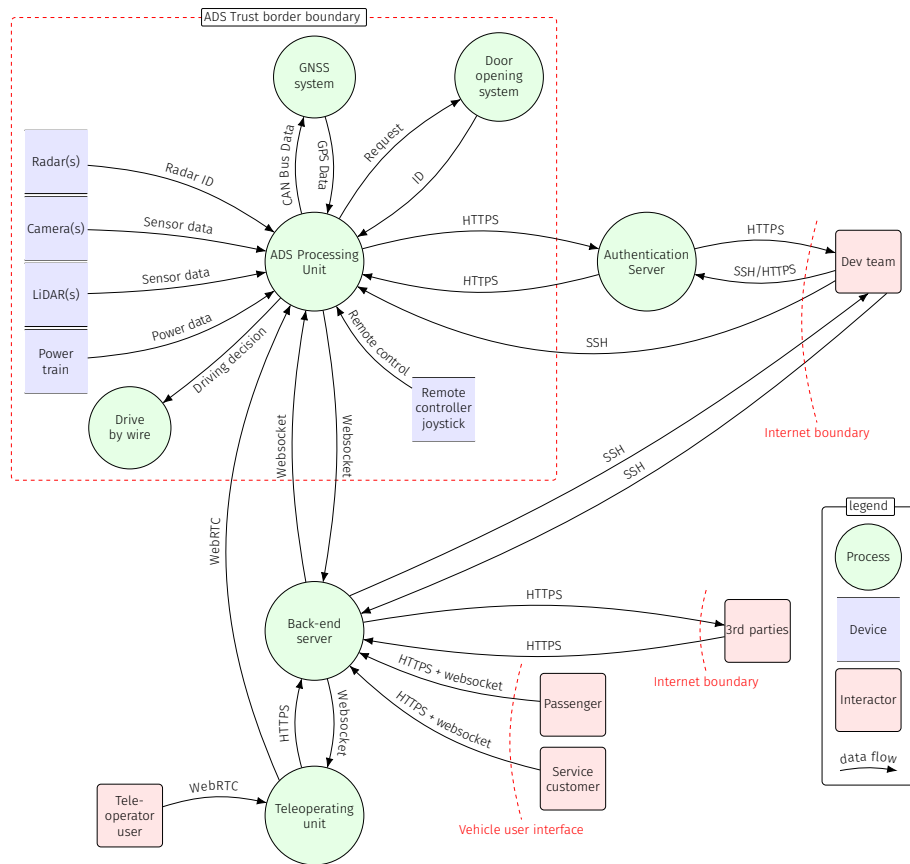 ADS Trust border boundary
GNSS
system
Door
opening
system
Radar(s)
Radar ID
CAN Bus Data
GPS Data
Request
ID
Camera(s)
Sensor data
ADS Processing
Unit
HTTPS
HTTPS
Authentication
Server
HTTPS
SSH/HTTPS
Dev team
LiDAR(s)
Sensor data
Power
train
Power data
Driving decision
Remote control
SSH
Drive
by wire
Remote
controller
joystick
Internet boundary
Websocket
Websocket
SSH
SSH
WebRTC
legend
Process
Device
Interactor
data flow
Back-end
server
HTTPS
HTTPS
3rd parties
Internet boundary
HTTPS + websocket
Passenger
HTTPS + websocket
Service
customer
Vehicle user interface
HTTPS
Websocket
Tele-
operator
user
WebRTC
Teleoperating
unit